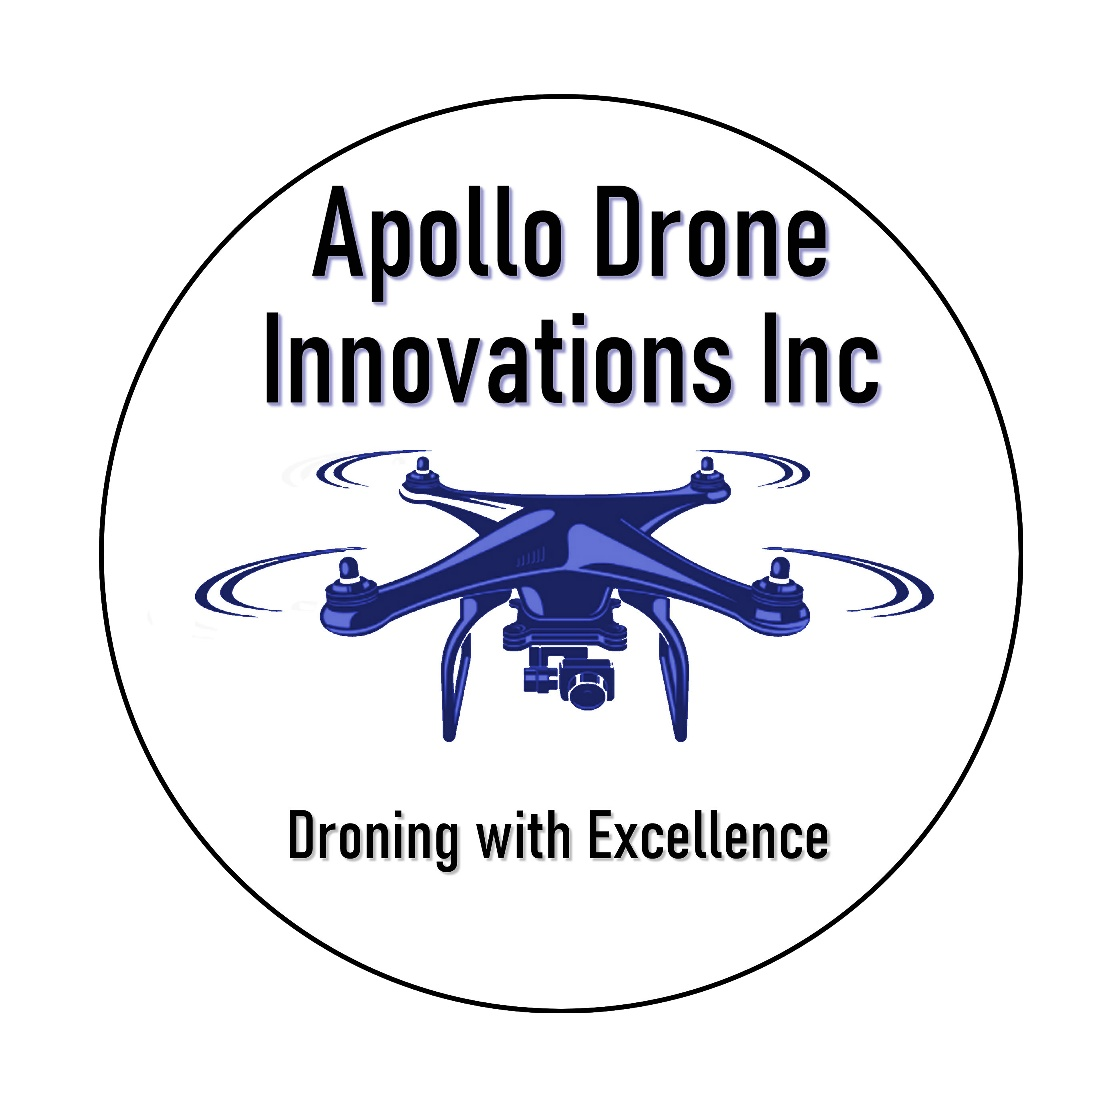 Apollo Drone
Innovations Inc
Droning with Excellence